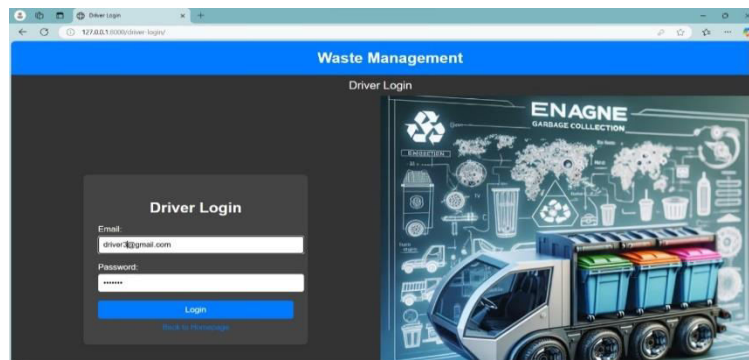 Driver Login
127.0.0.1:8000/driver-login/
Waste Management
Driver Login
ENAGNE
GARBAGE COLLECTION
Driver Login
Email:
driver3@gmail.com
Password:
•••••••
Login
Back to Homepage